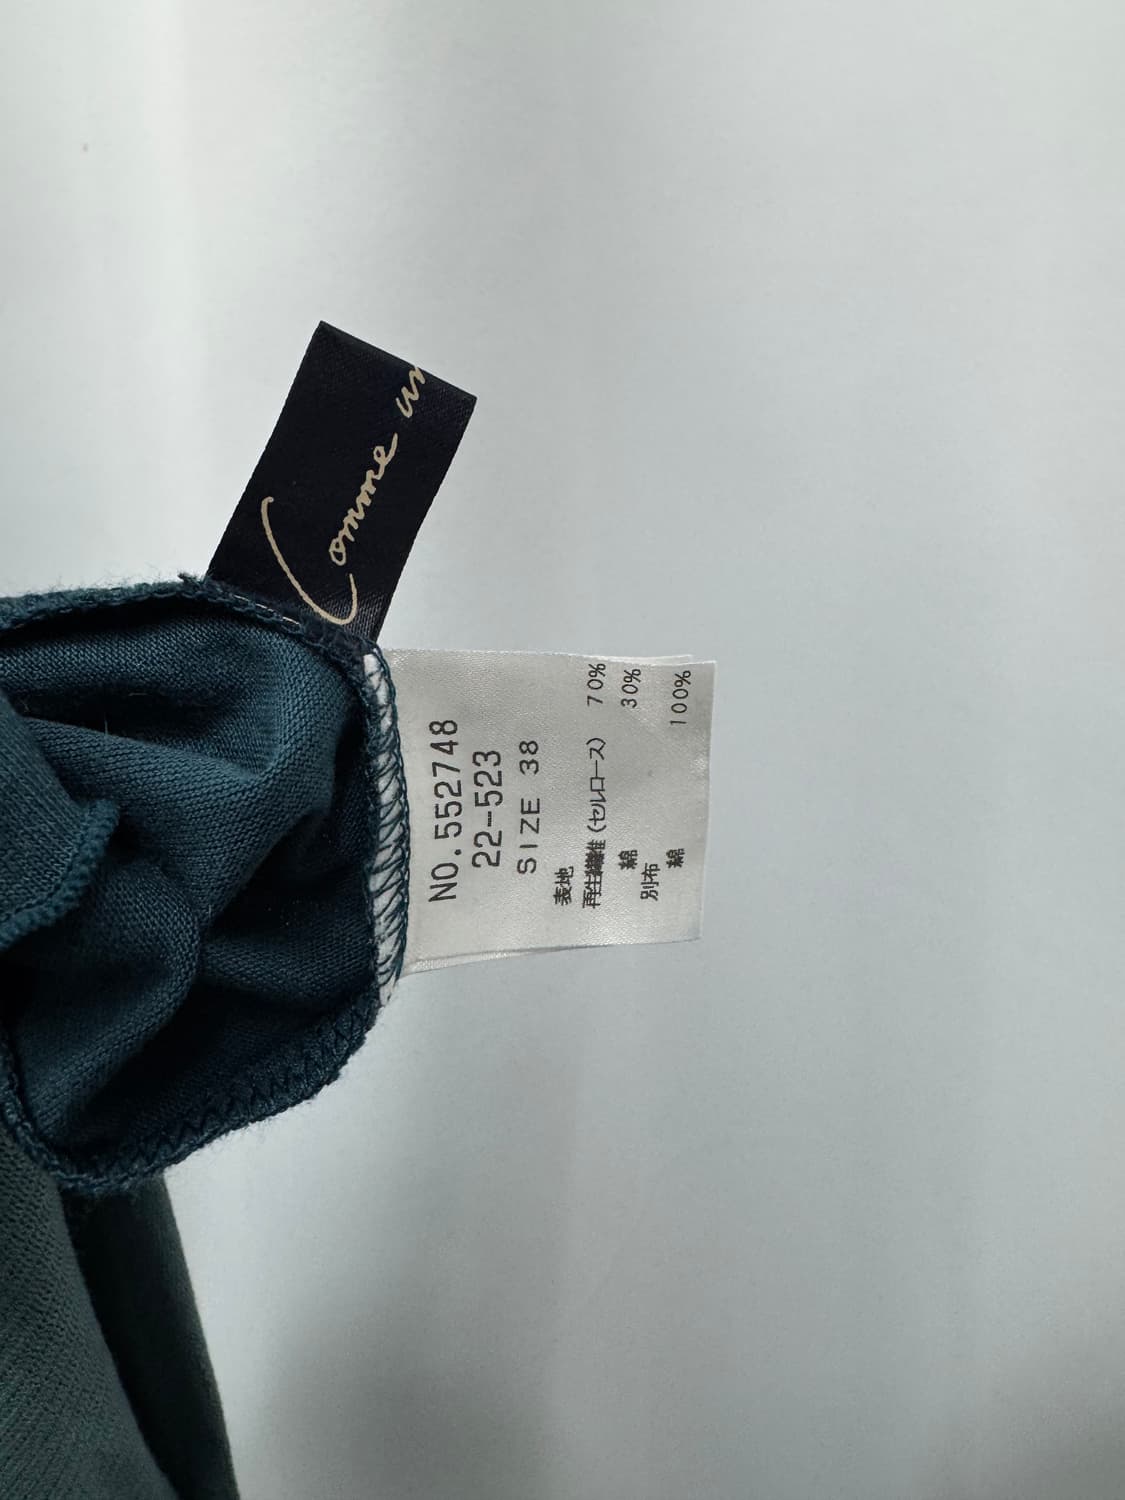 Comme un
NO.552748
22-523
SIZE 38
表地
再生繊維(セルロース) 70%
綿 30%
別布
綿 100%